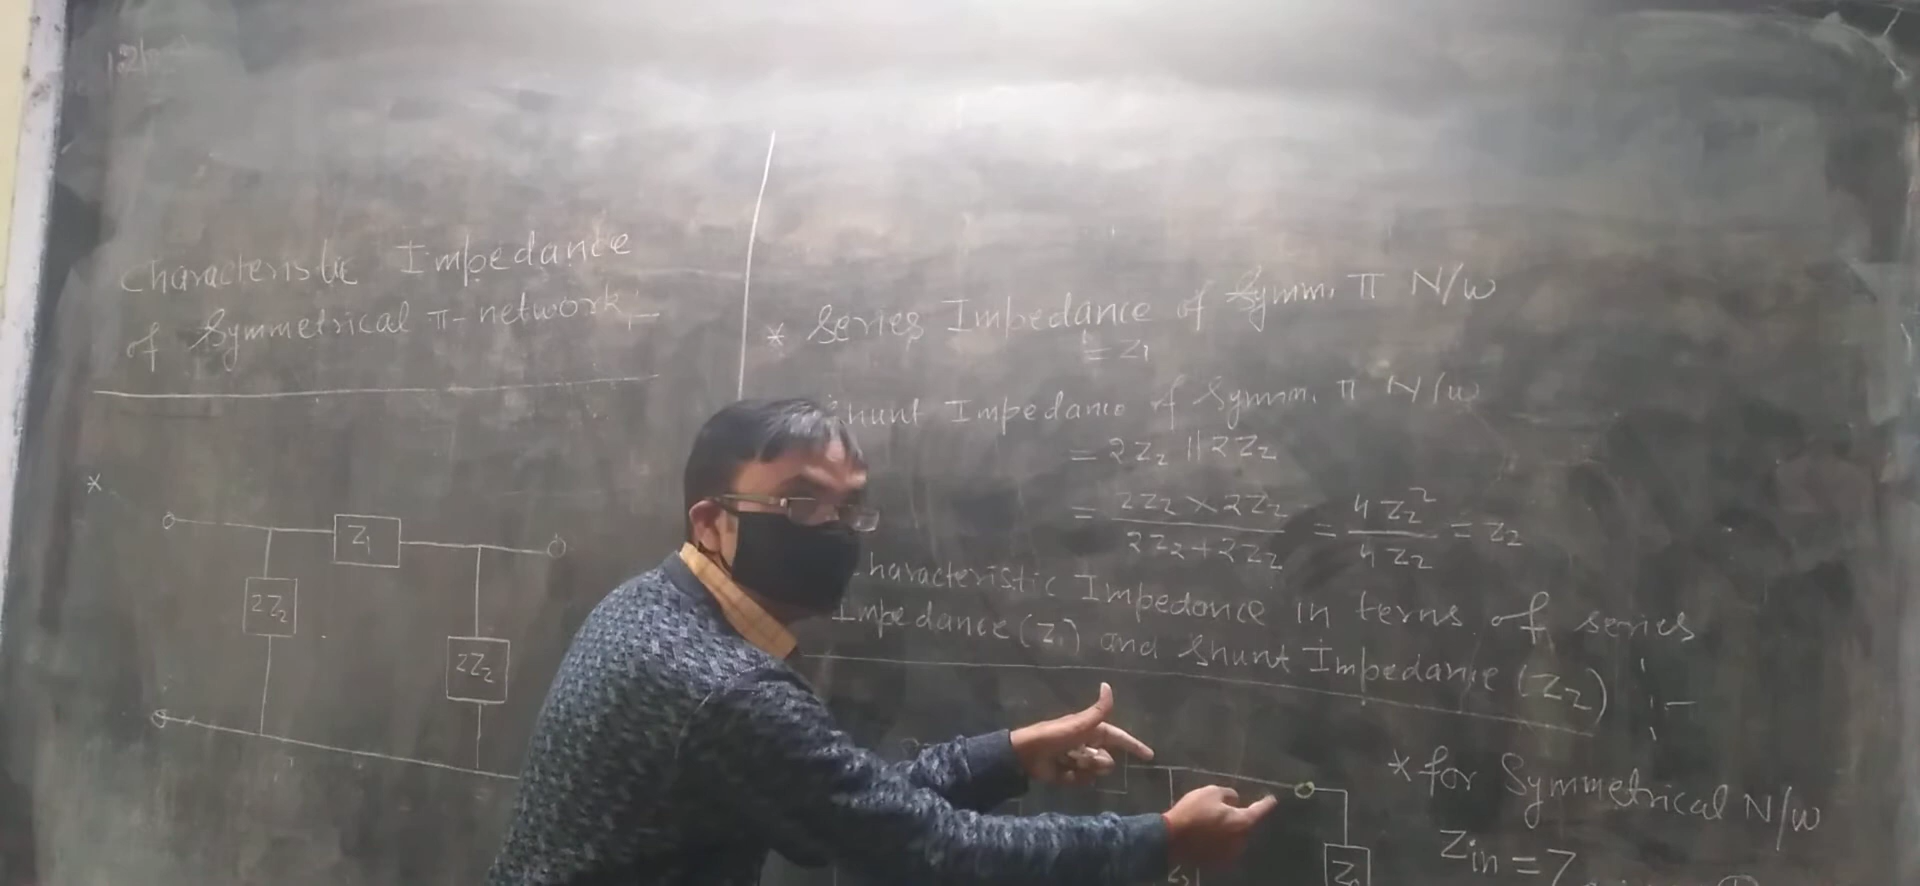 Characteristic Impedance
of Symmetrical π-network:-
*
Z1
2Z2
2Z2
* Series Impedance of Symm. π N/w
= Z1
hunt Impedance of Symm. π N/w
= 2Z2 || 2Z2
= 2Z2 × 2Z2 / 2Z2 + 2Z2 = 4Z2² / 4Z2 = Z2
haracteristic Impedance in terms of series
Impedance (Z1) and Shunt Impedance (Z2) :-
* for Symmetrical N/w
Zin =